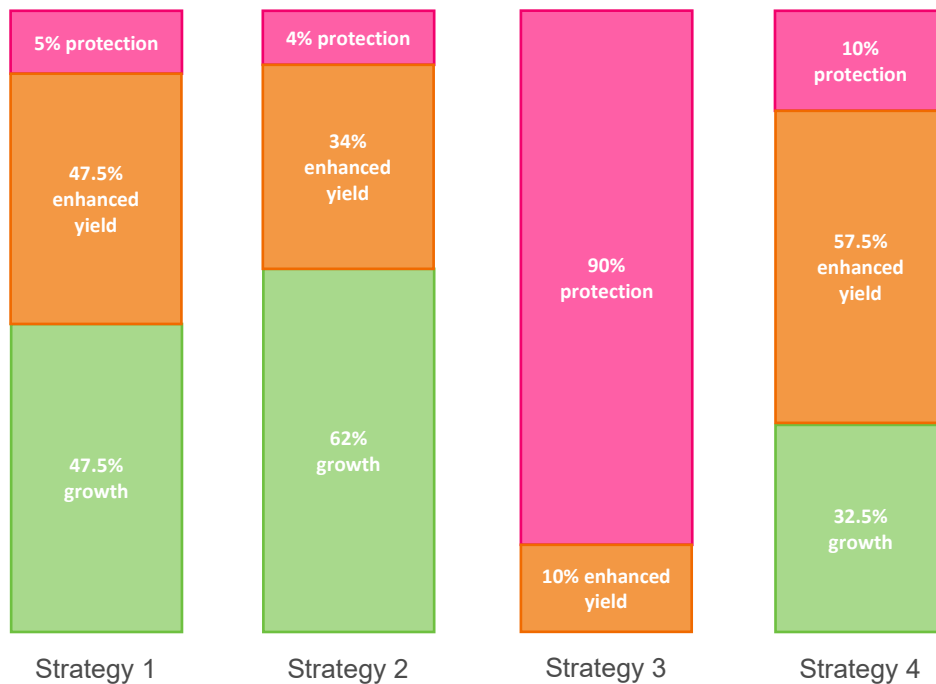 5% protection
47.5%
enhanced
yield
47.5%
growth
Strategy 1
4% protection
34%
enhanced
yield
62%
growth
Strategy 2
90%
protection
10% enhanced
yield
Strategy 3
10%
protection
57.5%
enhanced
yield
32.5%
growth
Strategy 4